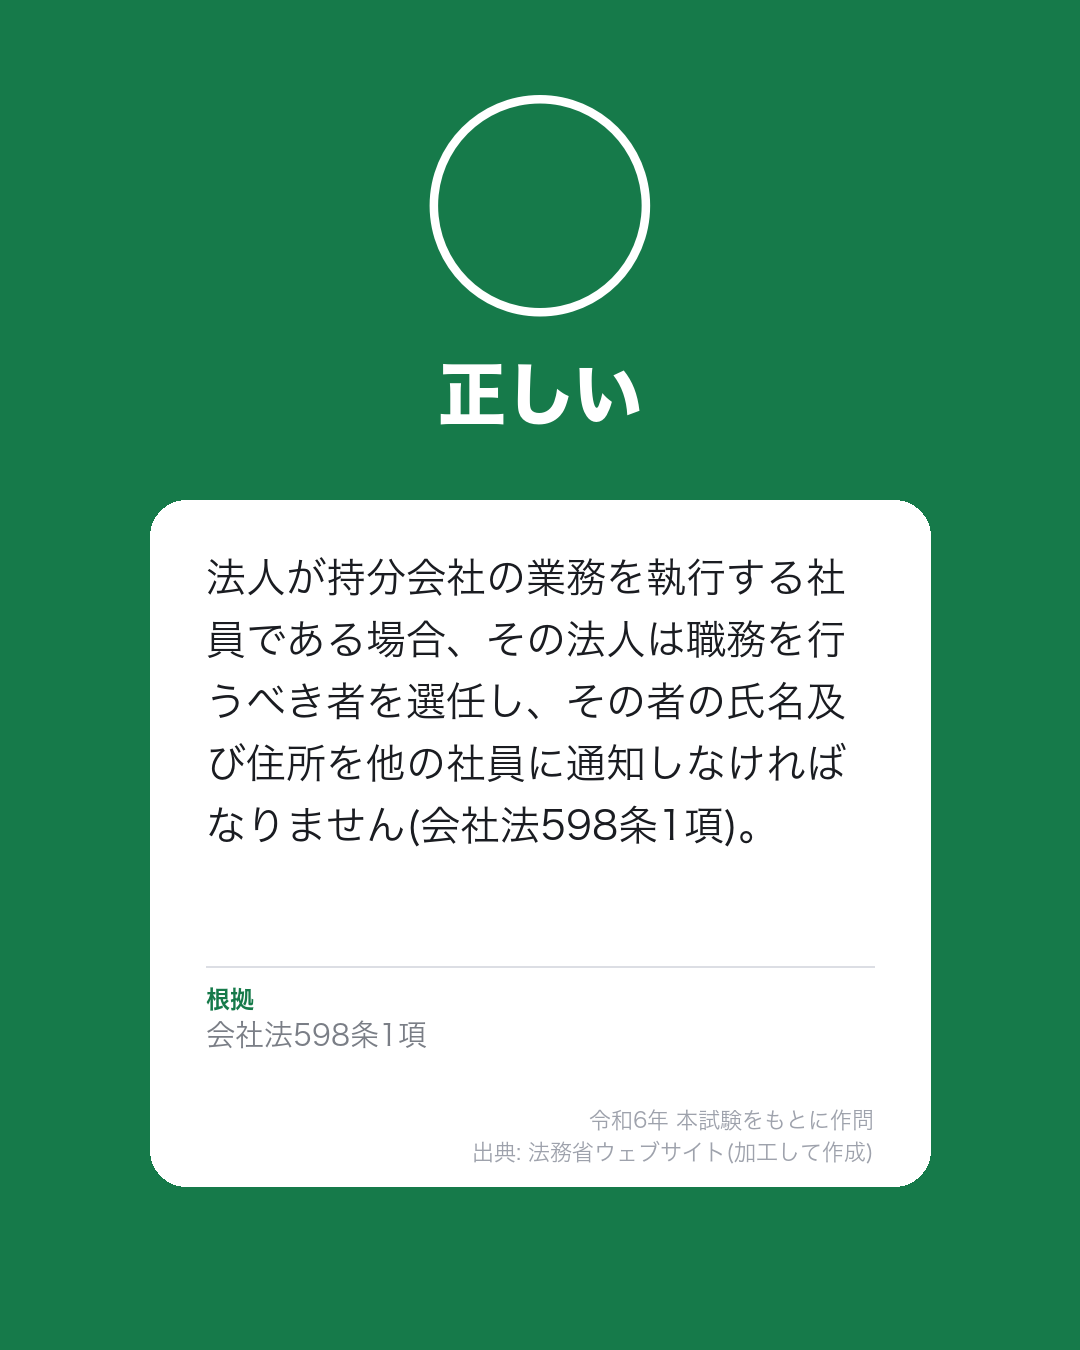 正しい
法人が持分会社の業務を執行する社
員である場合、その法人は職務を行
うべき者を選任し、その者の氏名及
び住所を他の社員に通知しなければ
なりません(会社法598条1項)。
根拠
会社法598条1項
令和6年 本試験をもとに作問
出典: 法務省ウェブサイト(加工して作成)